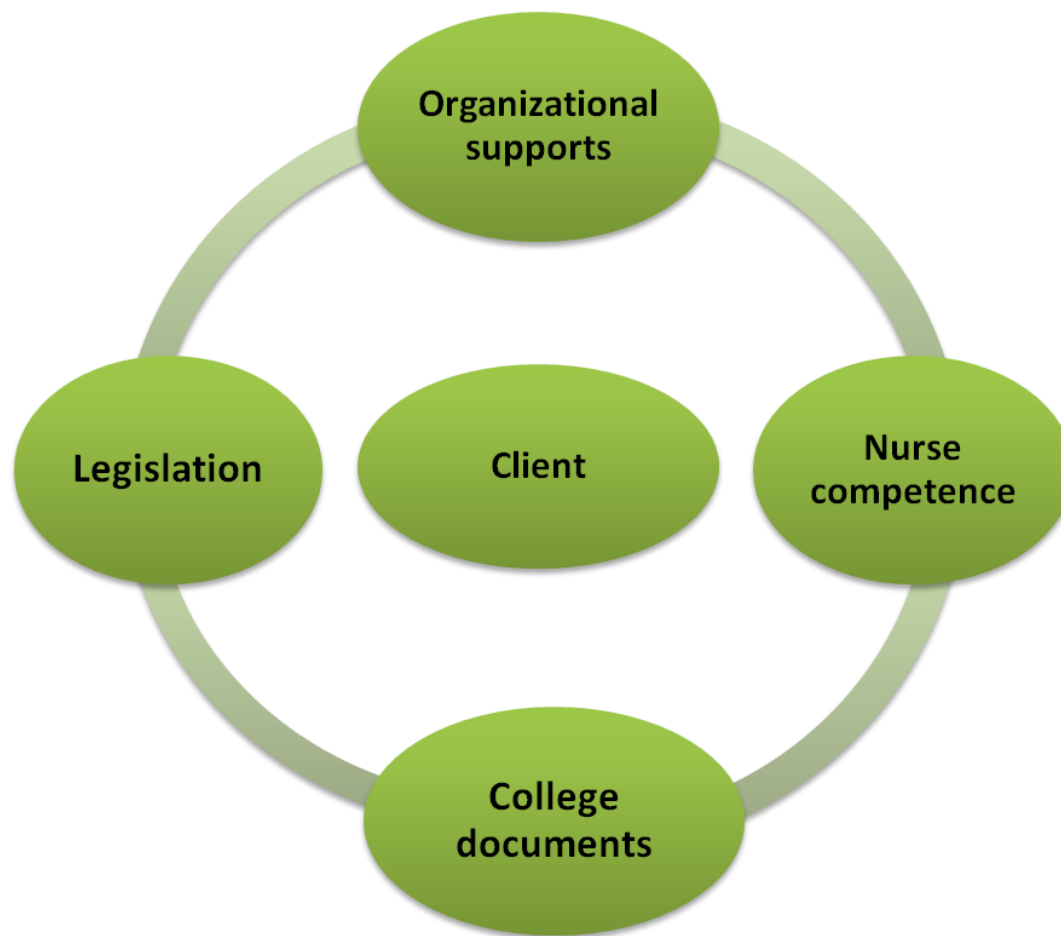 Organizational
supports
Legislation
Client
Nurse
competence
College
documents